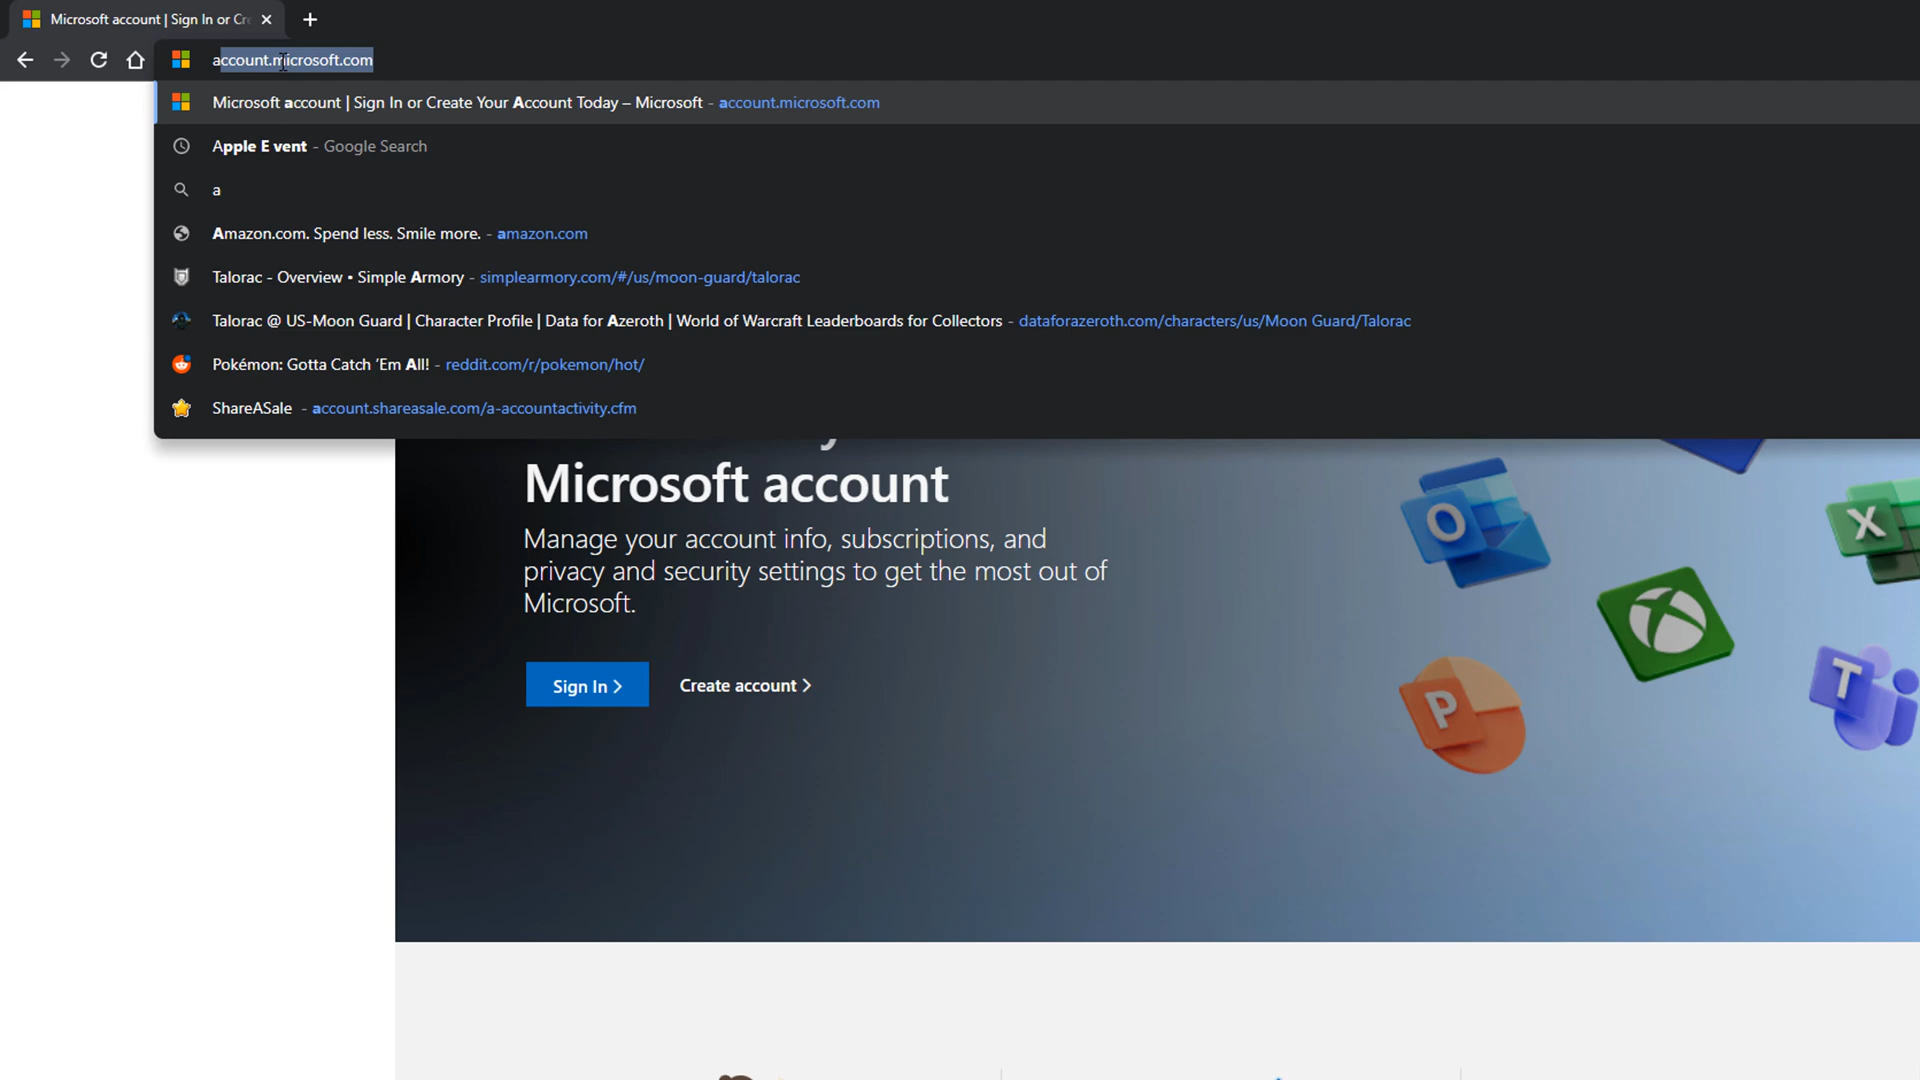 Microsoft account | Sign In or Cre
account.microsoft.com
Microsoft account | Sign In or Create Your Account Today – Microsoft - account.microsoft.com
Apple E vent - Google Search
a
Amazon.com. Spend less. Smile more. - amazon.com
Talorac - Overview • Simple Armory - simplearmory.com/#/us/moon-guard/talorac
Talorac @ US-Moon Guard | Character Profile | Data for Azeroth | World of Warcraft Leaderboards for Collectors - dataforazeroth.com/characters/us/Moon Guard/Talorac
Pokémon: Gotta Catch ‘Em All! - reddit.com/r/pokemon/hot/
ShareASale - account.shareasale.com/a-accountactivity.cfm
Microsoft account
Manage your account info, subscriptions, and
privacy and security settings to get the most out of
Microsoft.
Sign In >
Create account >
O
X
P
T